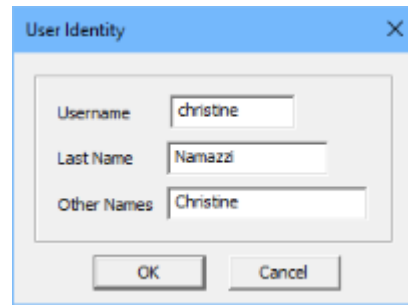 User Identity
Username christine
Last Name Namazzi
Other Names Christine
OK Cancel